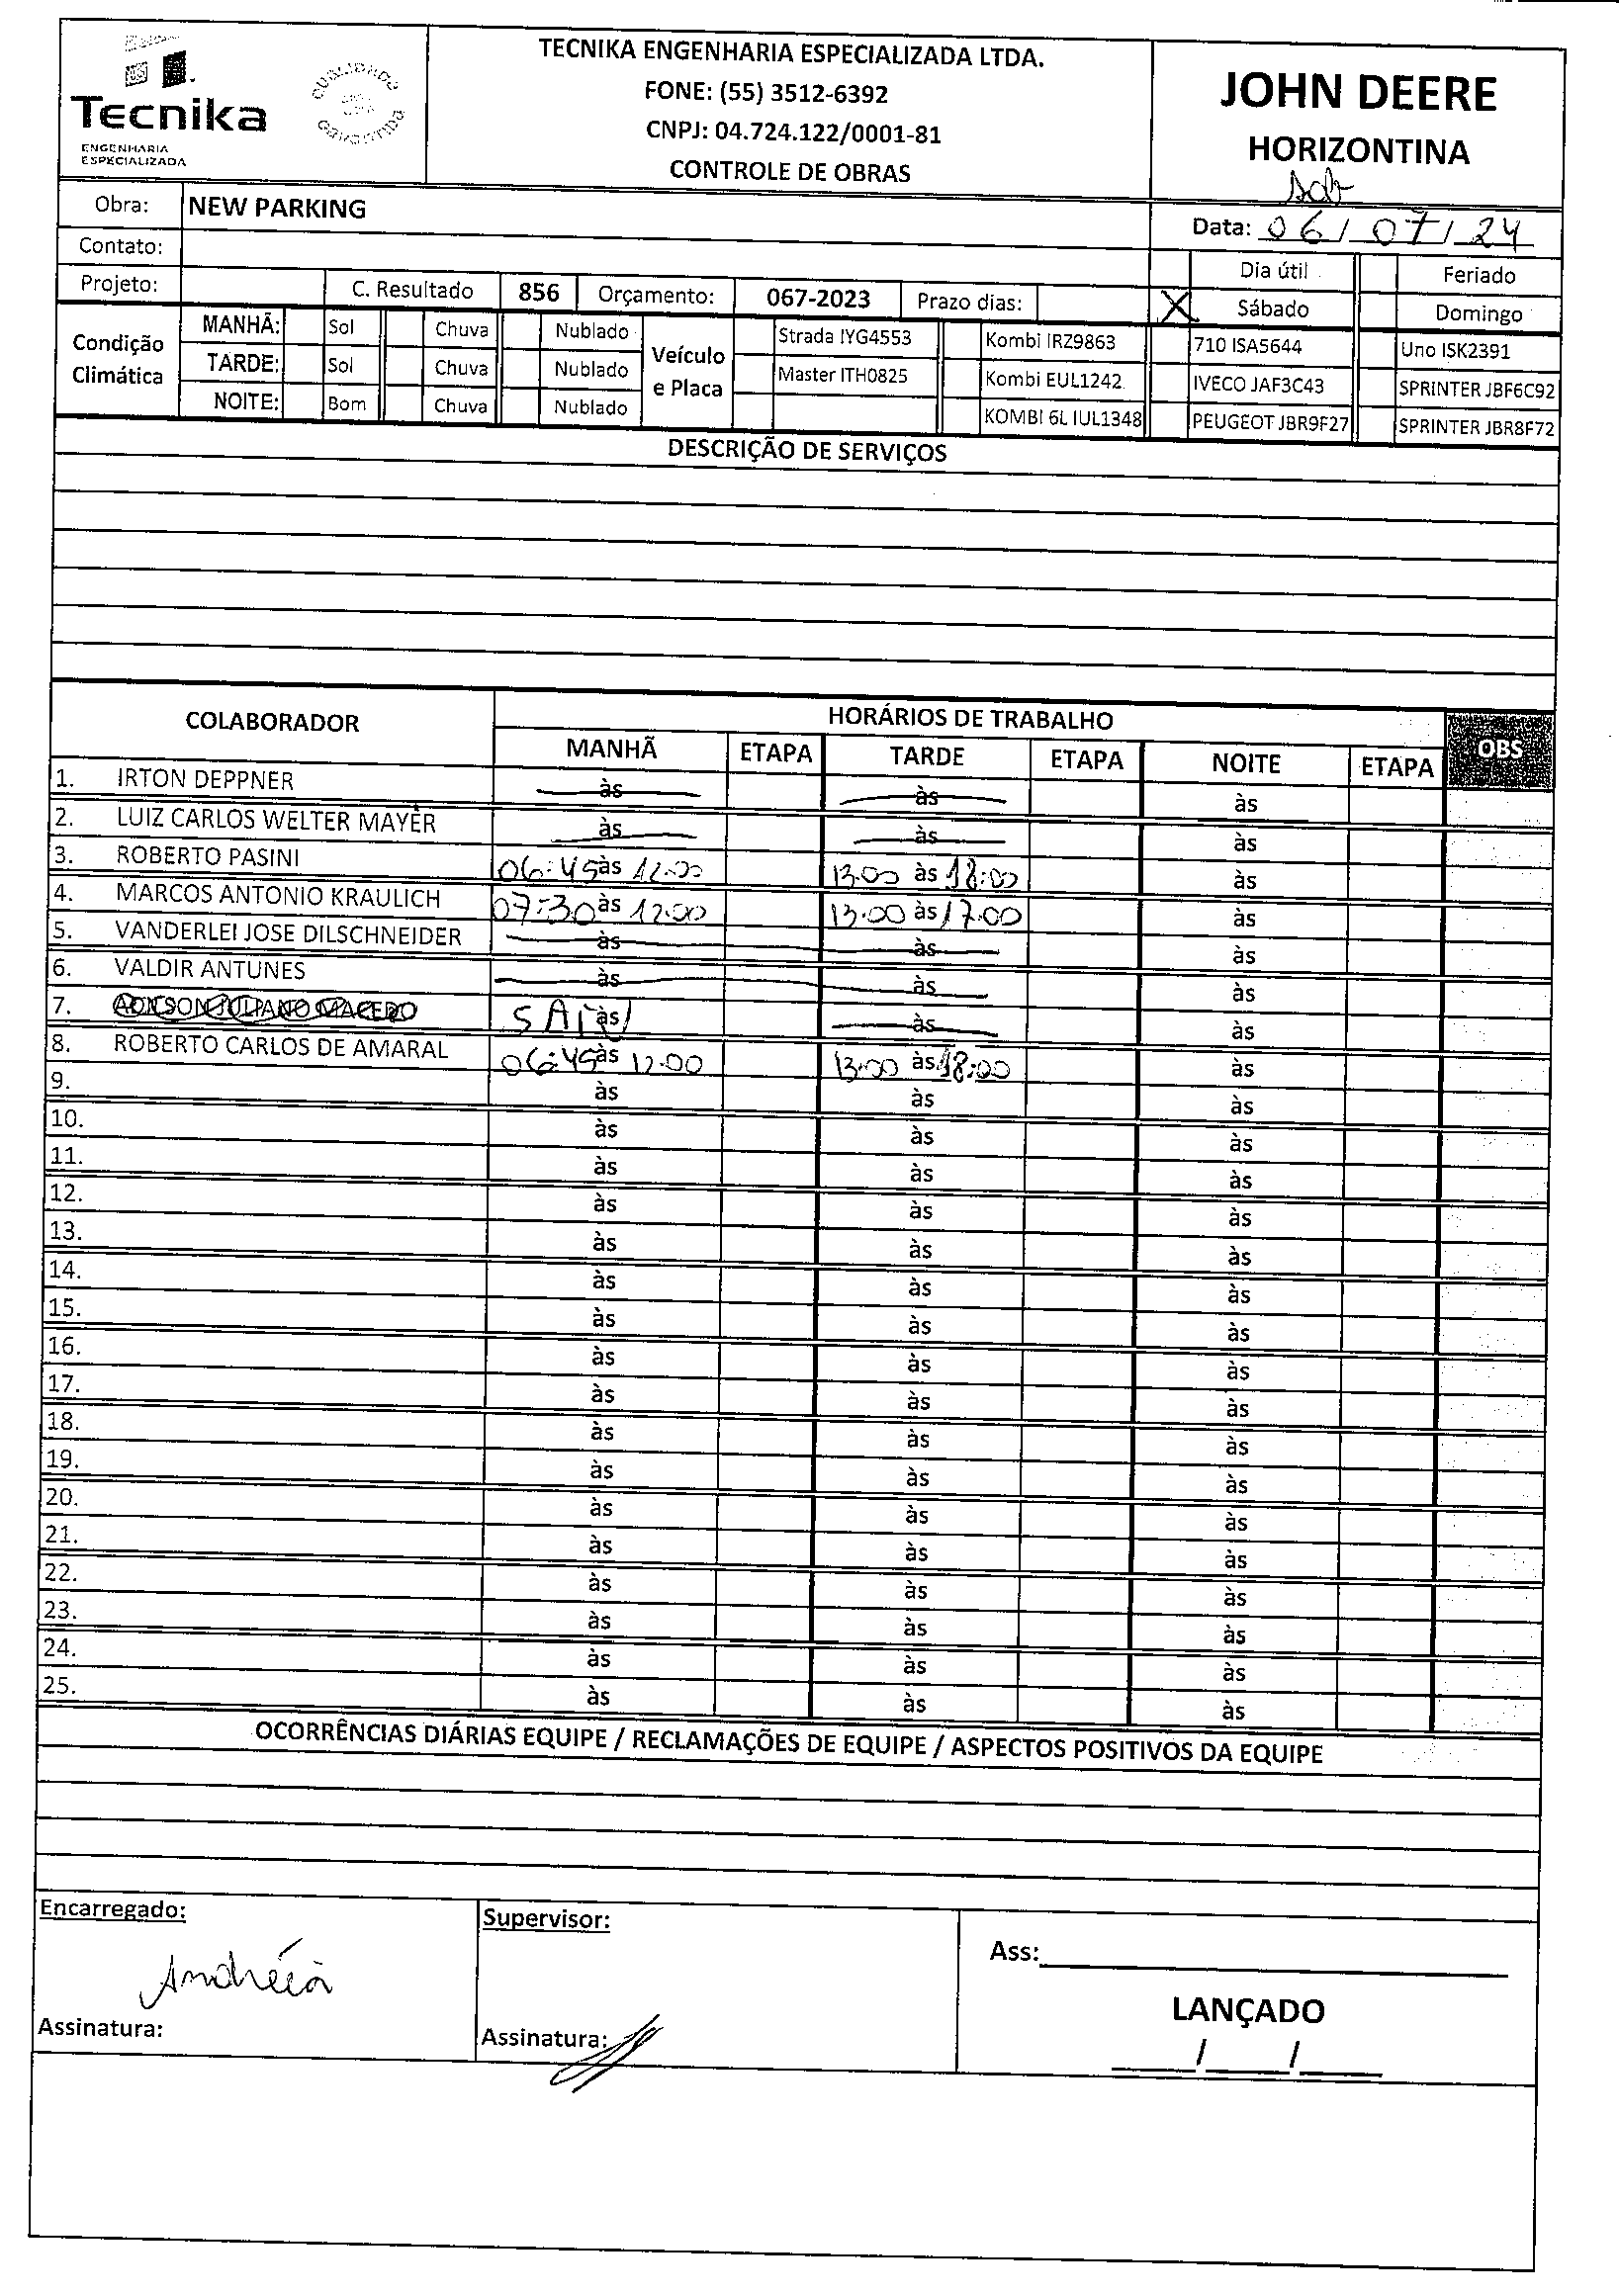 Tecnika
ENGENHARIA
ESPECIALIZADA
QUALIDADE
GARANTIDA
TECNIKA ENGENHARIA ESPECIALIZADA LTDA.
FONE: (55) 3512-6392
CNPJ: 04.724.122/0001-81
CONTROLE DE OBRAS
JOHN DEERE
HORIZONTINA
Sab
Obra: NEW PARKING
Data: 06/07/24
Contato:
Dia útil Feriado
Projeto: C. Resultado 856 Orçamento: 067-2023 Prazo dias: X Sábado Domingo
Condição Climática
MANHÃ: Sol Chuva Nublado
TARDE: Sol Chuva Nublado
NOITE: Bom Chuva Nublado
Veículo e Placa
Strada IYG4553 Kombi IRZ9863 710 ISA5644 Uno ISK2391
Master ITH0825 Kombi EUL1242 IVECO JAF3C43 SPRINTER JBF6C92
KOMBI 6L IUL1348 PEUGEOT JBR9F27 SPRINTER JBR8F72
DESCRIÇÃO DE SERVIÇOS
COLABORADOR HORÁRIOS DE TRABALHO OBS
MANHÃ ETAPA TARDE ETAPA NOITE ETAPA
1. IRTON DEPPNER às às às
2. LUIZ CARLOS WELTER MAYER às às às
3. ROBERTO PASINI 06:45 às 12:00 13:00 às 18:00 às
4. MARCOS ANTONIO KRAULICH 07:30 às 12:00 13:00 às 17:00 às
5. VANDERLEI JOSE DILSCHNEIDER às às às
6. VALDIR ANTUNES às às às
7. SAIU às às às
8. ROBERTO CARLOS DE AMARAL 06:45 às 12:00 13:00 às 18:00 às
9. às às às
10. às às às
11. às às às
12. às às às
13. às às às
14. às às às
15. às às às
16. às às às
17. às às às
18. às às às
19. às às às
20. às às às
21. às às às
22. às às às
23. às às às
24. às às às
25. às às às
OCORRÊNCIAS DIÁRIAS EQUIPE / RECLAMAÇÕES DE EQUIPE / ASPECTOS POSITIVOS DA EQUIPE
Encarregado: Supervisor:
Ass:
Andréia
LANÇADO
Assinatura: Assinatura:
/ /